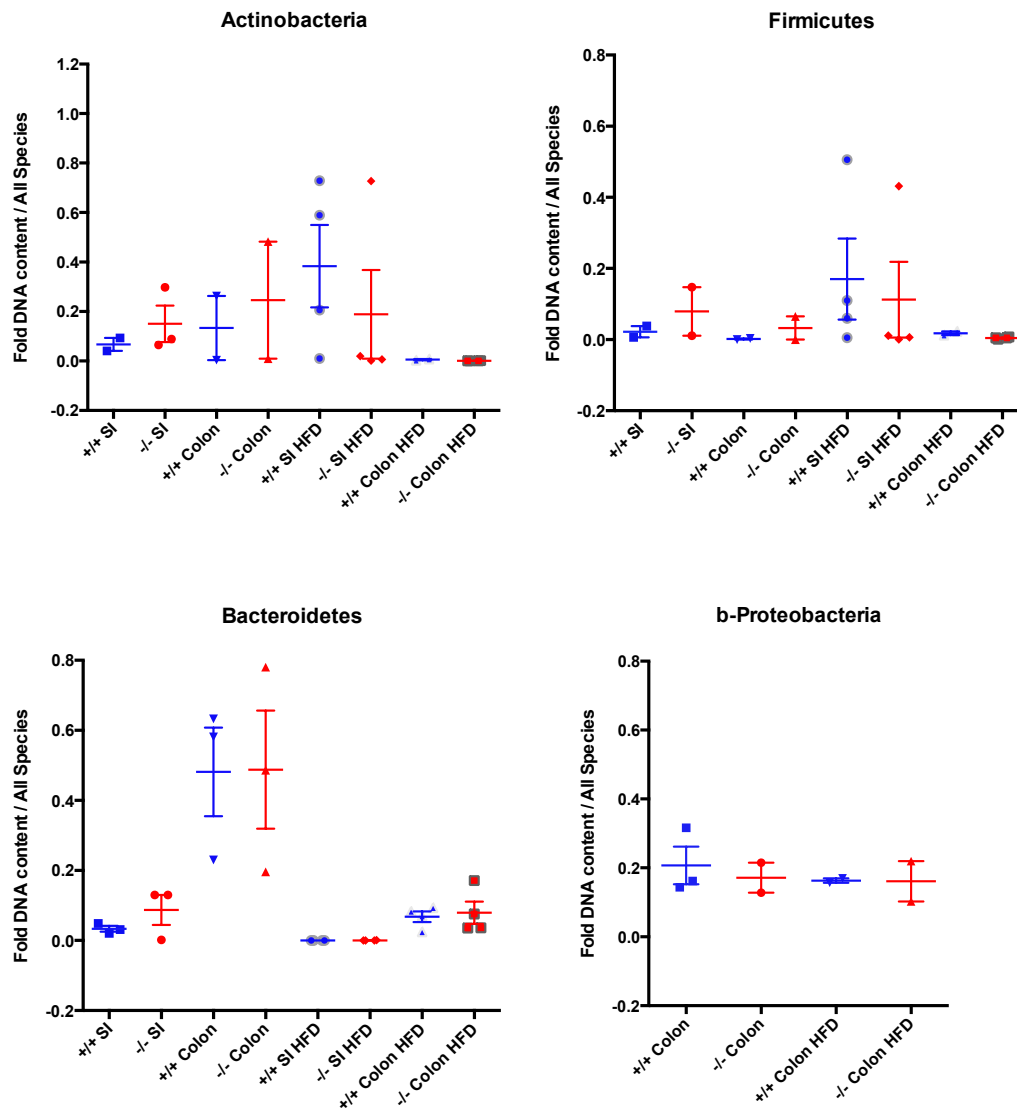 Actinobacteria
Fold DNA content / All Species
1.2
1.0
0.8
0.6
0.4
0.2
0.0
-0.2
+/+ SI
-/- SI
+/+ Colon
-/- Colon
+/+ SI HFD
-/- SI HFD
+/+ Colon HFD
-/- Colon HFD
Firmicutes
Fold DNA content / All Species
0.8
0.6
0.4
0.2
0.0
-0.2
+/+ SI
-/- SI
+/+ Colon
-/- Colon
+/+ SI HFD
-/- SI HFD
+/+ Colon HFD
-/- Colon HFD
Bacteroidetes
Fold DNA content / All Species
0.8
0.6
0.4
0.2
0.0
-0.2
+/+ SI
-/- SI
+/+ Colon
-/- Colon
+/+ SI HFD
-/- SI HFD
+/+ Colon HFD
-/- Colon HFD
b-Proteobacteria
Fold DNA content / All Species
0.8
0.6
0.4
0.2
0.0
-0.2
+/+ Colon
-/- Colon
+/+ Colon HFD
-/- Colon HFD